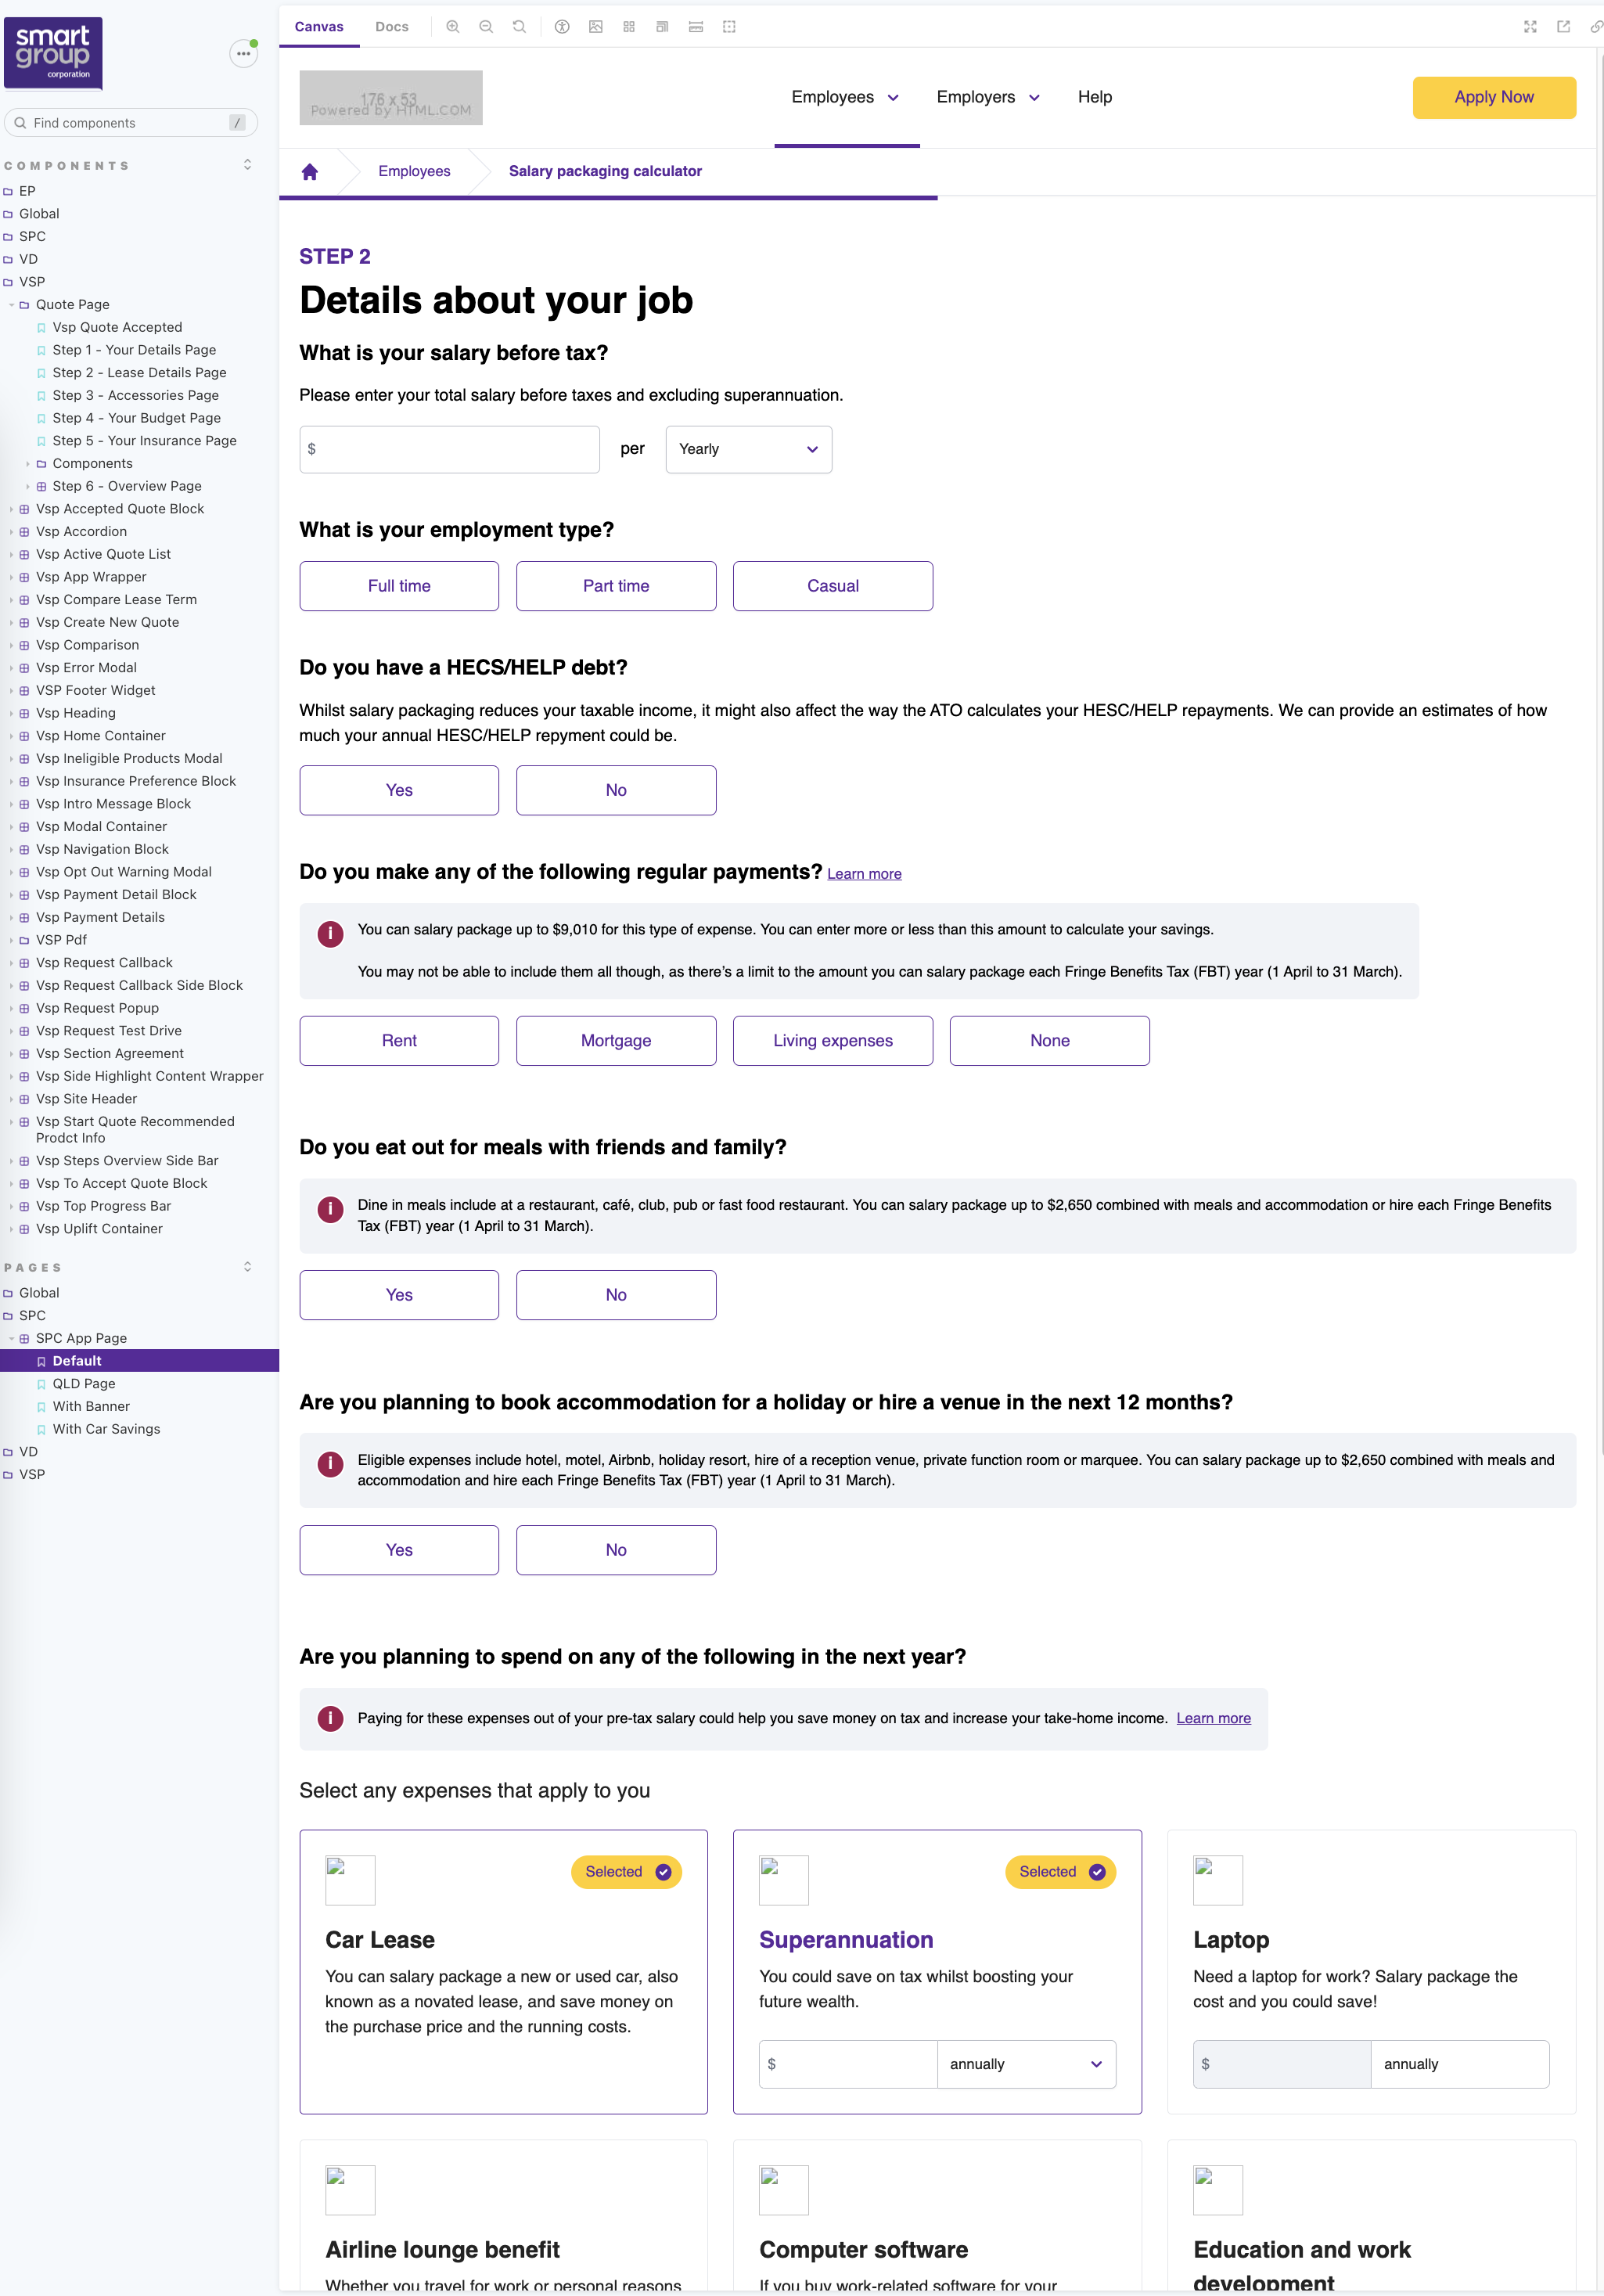 smart
group
corporation
Find components
/
COMPONENTS
EP
Global
SPC
VD
VSP
Quote Page
Vsp Quote Accepted
Step 1 - Your Details Page
Step 2 - Lease Details Page
Step 3 - Accessories Page
Step 4 - Your Budget Page
Step 5 - Your Insurance Page
Components
Step 6 - Overview Page
Vsp Accepted Quote Block
Vsp Accordion
Vsp Active Quote List
Vsp App Wrapper
Vsp Compare Lease Term
Vsp Create New Quote
Vsp Comparison
Vsp Error Modal
VSP Footer Widget
Vsp Heading
Vsp Home Container
Vsp Ineligible Products Modal
Vsp Insurance Preference Block
Vsp Intro Message Block
Vsp Modal Container
Vsp Navigation Block
Vsp Opt Out Warning Modal
Vsp Payment Detail Block
Vsp Payment Details
VSP Pdf
Vsp Request Callback
Vsp Request Callback Side Block
Vsp Request Popup
Vsp Request Test Drive
Vsp Section Agreement
Vsp Side Highlight Content Wrapper
Vsp Site Header
Vsp Start Quote Recommended
Prodct Info
Vsp Steps Overview Side Bar
Vsp To Accept Quote Block
Vsp Top Progress Bar
Vsp Uplift Container
PAGES
Global
SPC
SPC App Page
Default
QLD Page
With Banner
With Car Savings
VD
VSP
Canvas Docs
176 x 53
Powered by HTML.COM
Employees Employers Help Apply Now
Employees Salary packaging calculator
STEP 2
Details about your job
What is your salary before tax?
Please enter your total salary before taxes and excluding superannuation.
$ per Yearly
What is your employment type?
Full time Part time Casual
Do you have a HECS/HELP debt?
Whilst salary packaging reduces your taxable income, it might also affect the way the ATO calculates your HESC/HELP repayments. We can provide an estimates of how
much your annual HESC/HELP repyment could be.
Yes No
Do you make any of the following regular payments? Learn more
You can salary package up to $9,010 for this type of expense. You can enter more or less than this amount to calculate your savings.
You may not be able to include them all though, as there's a limit to the amount you can salary package each Fringe Benefits Tax (FBT) year (1 April to 31 March).
Rent Mortgage Living expenses None
Do you eat out for meals with friends and family?
Dine in meals include at a restaurant, café, club, pub or fast food restaurant. You can salary package up to $2,650 combined with meals and accommodation or hire each Fringe Benefits
Tax (FBT) year (1 April to 31 March).
Yes No
Are you planning to book accommodation for a holiday or hire a venue in the next 12 months?
Eligible expenses include hotel, motel, Airbnb, holiday resort, hire of a reception venue, private function room or marquee. You can salary package up to $2,650 combined with meals and
accommodation and hire each Fringe Benefits Tax (FBT) year (1 April to 31 March).
Yes No
Are you planning to spend on any of the following in the next year?
Paying for these expenses out of your pre-tax salary could help you save money on tax and increase your take-home income. Learn more
Select any expenses that apply to you
Selected
Car Lease
You can salary package a new or used car, also
known as a novated lease, and save money on
the purchase price and the running costs.
Selected
Superannuation
You could save on tax whilst boosting your
future wealth.
$ annually
Laptop
Need a laptop for work? Salary package the
cost and you could save!
$ annually
Airline lounge benefit
Whether you travel for work or personal reasons
Computer software
If you buy work-related software for your
Education and work
development